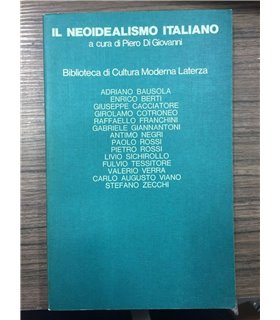 IL NEOIDEALISMO ITALIANO
a cura di Piero Di Giovanni
Biblioteca di Cultura Moderna Laterza
ADRIANO BAUSOLA
ENRICO BERTI
GIUSEPPE CACCIATORE
GIROLAMO COTRONEO
RAFFAELLO FRANCHINI
GABRIELE GIANNANTONI
ANTIMO NEGRI
PAOLO ROSSI
PIETRO ROSSI
LIVIO SICHIROLLO
FULVIO TESSITORE
VALERIO VERRA
CARLO AUGUSTO VIANO
STEFANO ZECCHI